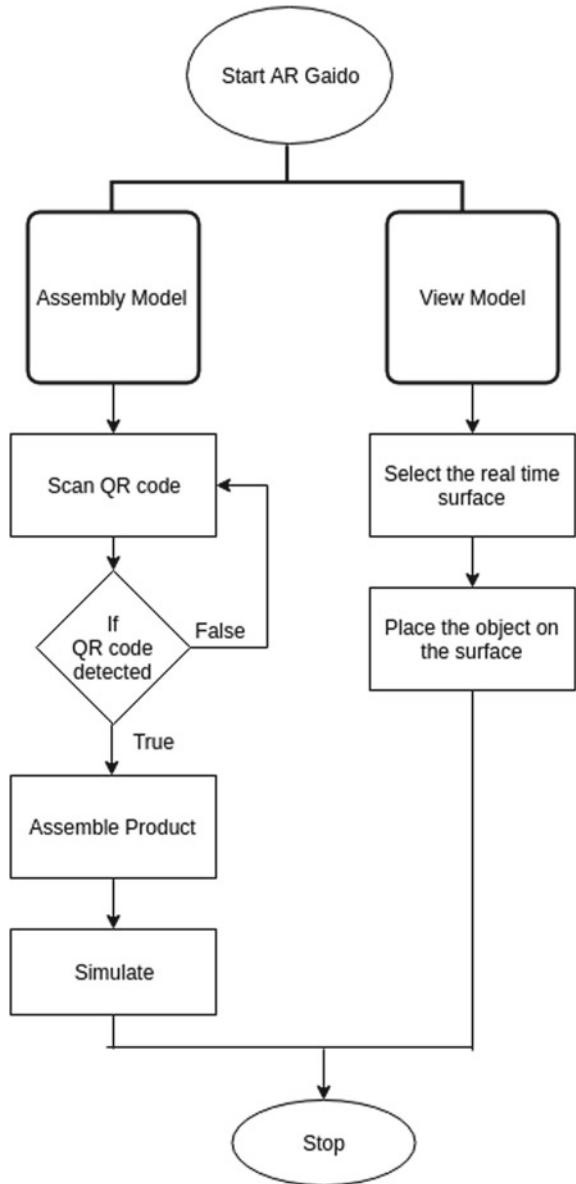 Start AR Gaido
Assembly Model
View Model
Scan QR code
Select the real time
surface
If
QR code
detected
False
Place the object on
the surface
True
Assemble Product
Simulate
Stop